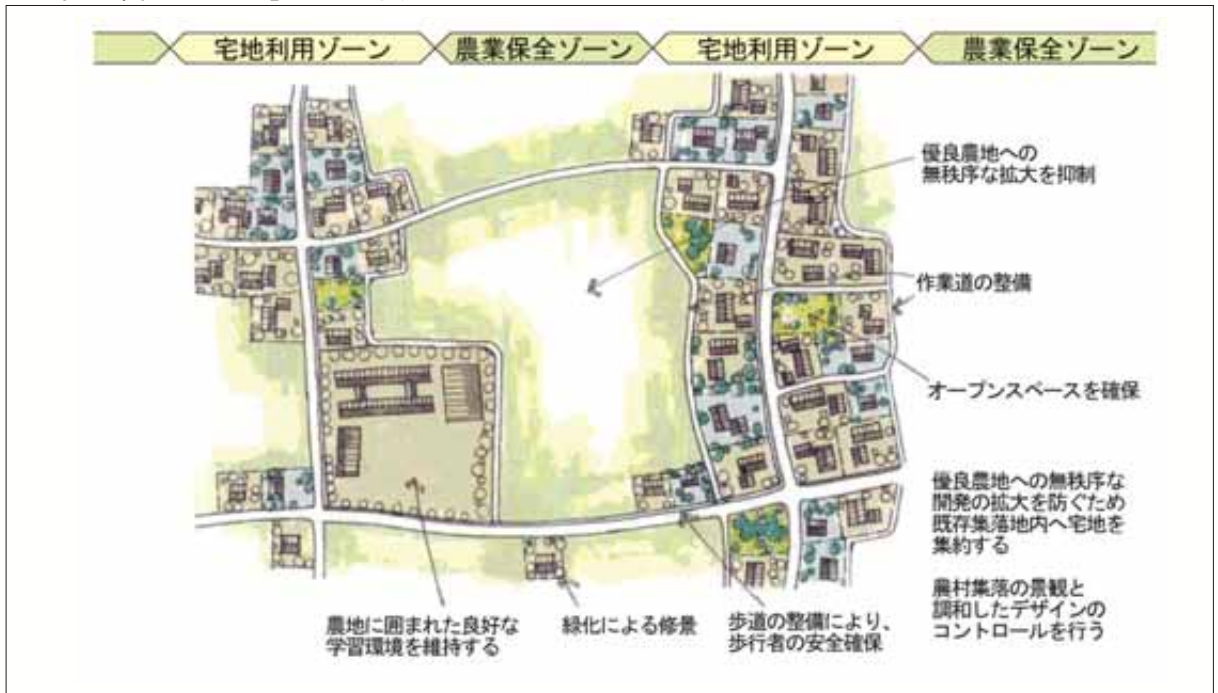 宅地利用ゾーン 農業保全ゾーン 宅地利用ゾーン 農業保全ゾーン
優良農地への
無秩序な拡大を抑制
作業道の整備
オープンスペースを確保
優良農地への無秩序な
開発の拡大を防ぐため
既存集落地内へ宅地を
集約する
農村集落の景観と
調和したデザインの
コントロールを行う
農地に囲まれた良好な
学習環境を維持する
緑化による修景
歩道の整備により、
歩行者の安全確保